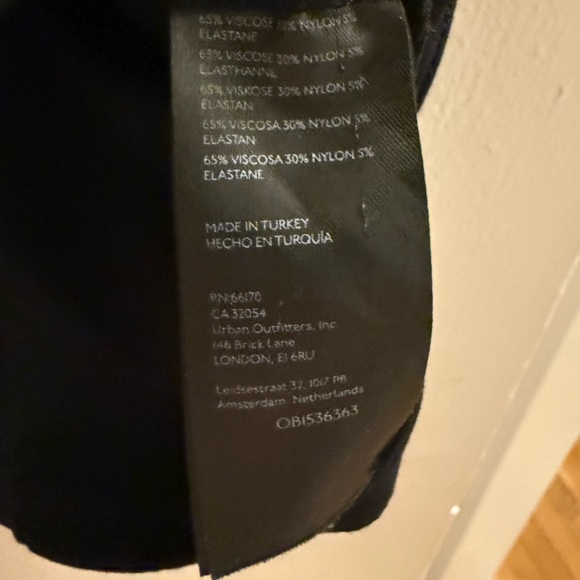 65% VISCOSE 30% NYLON 5%
ELASTANE
65% VISCOSE 30% NYLON 5%
ELASTHANNE
65% VISKOSE 30% NYLON 5%
ELASTAN
65% VISCOSA 30% NYLON 5%
ELASTAN
65% VISCOSA 30% NYLON 5%
ELASTANE
MADE IN TURKEY
HECHO EN TURQUÍA
RN 66170
CA 32054
Urban Outfitters, Inc
146 Brick Lane
LONDON, E1 6RU
Leidsestraat 32, 1017 PB
Amsterdam, Netherlands
OB1536363